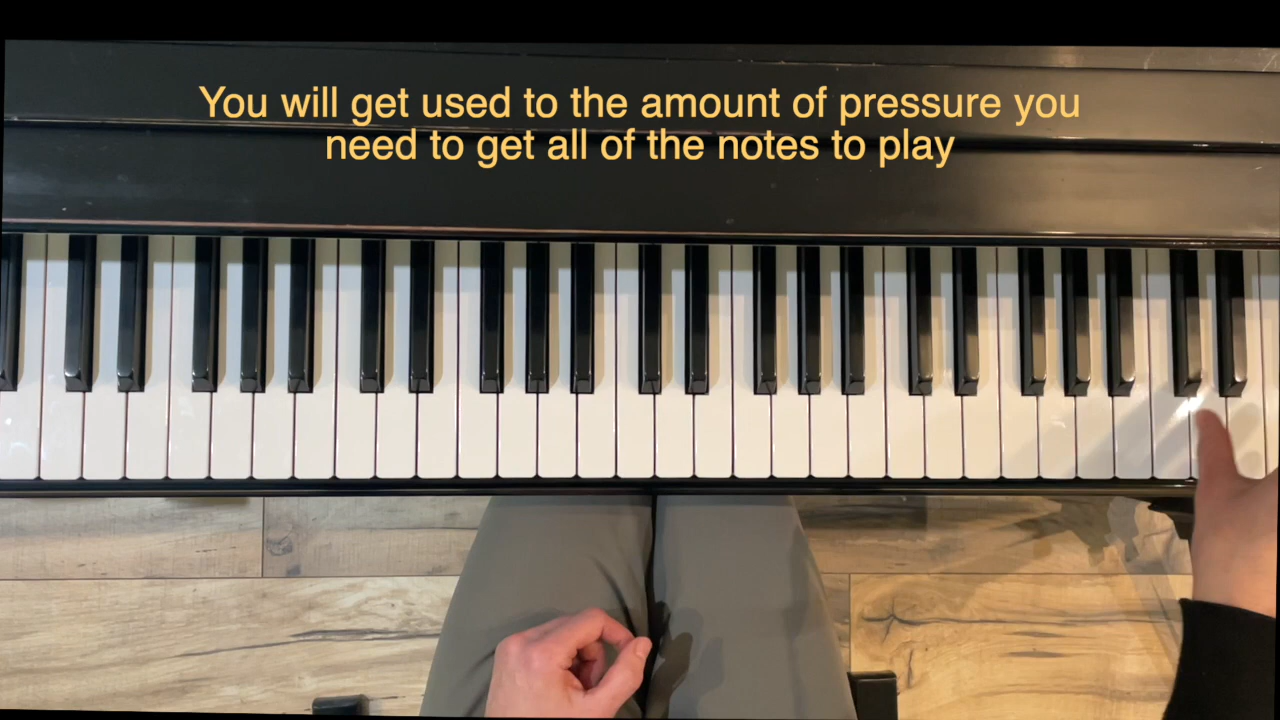 You will get used to the amount of pressure you
need to get all of the notes to play